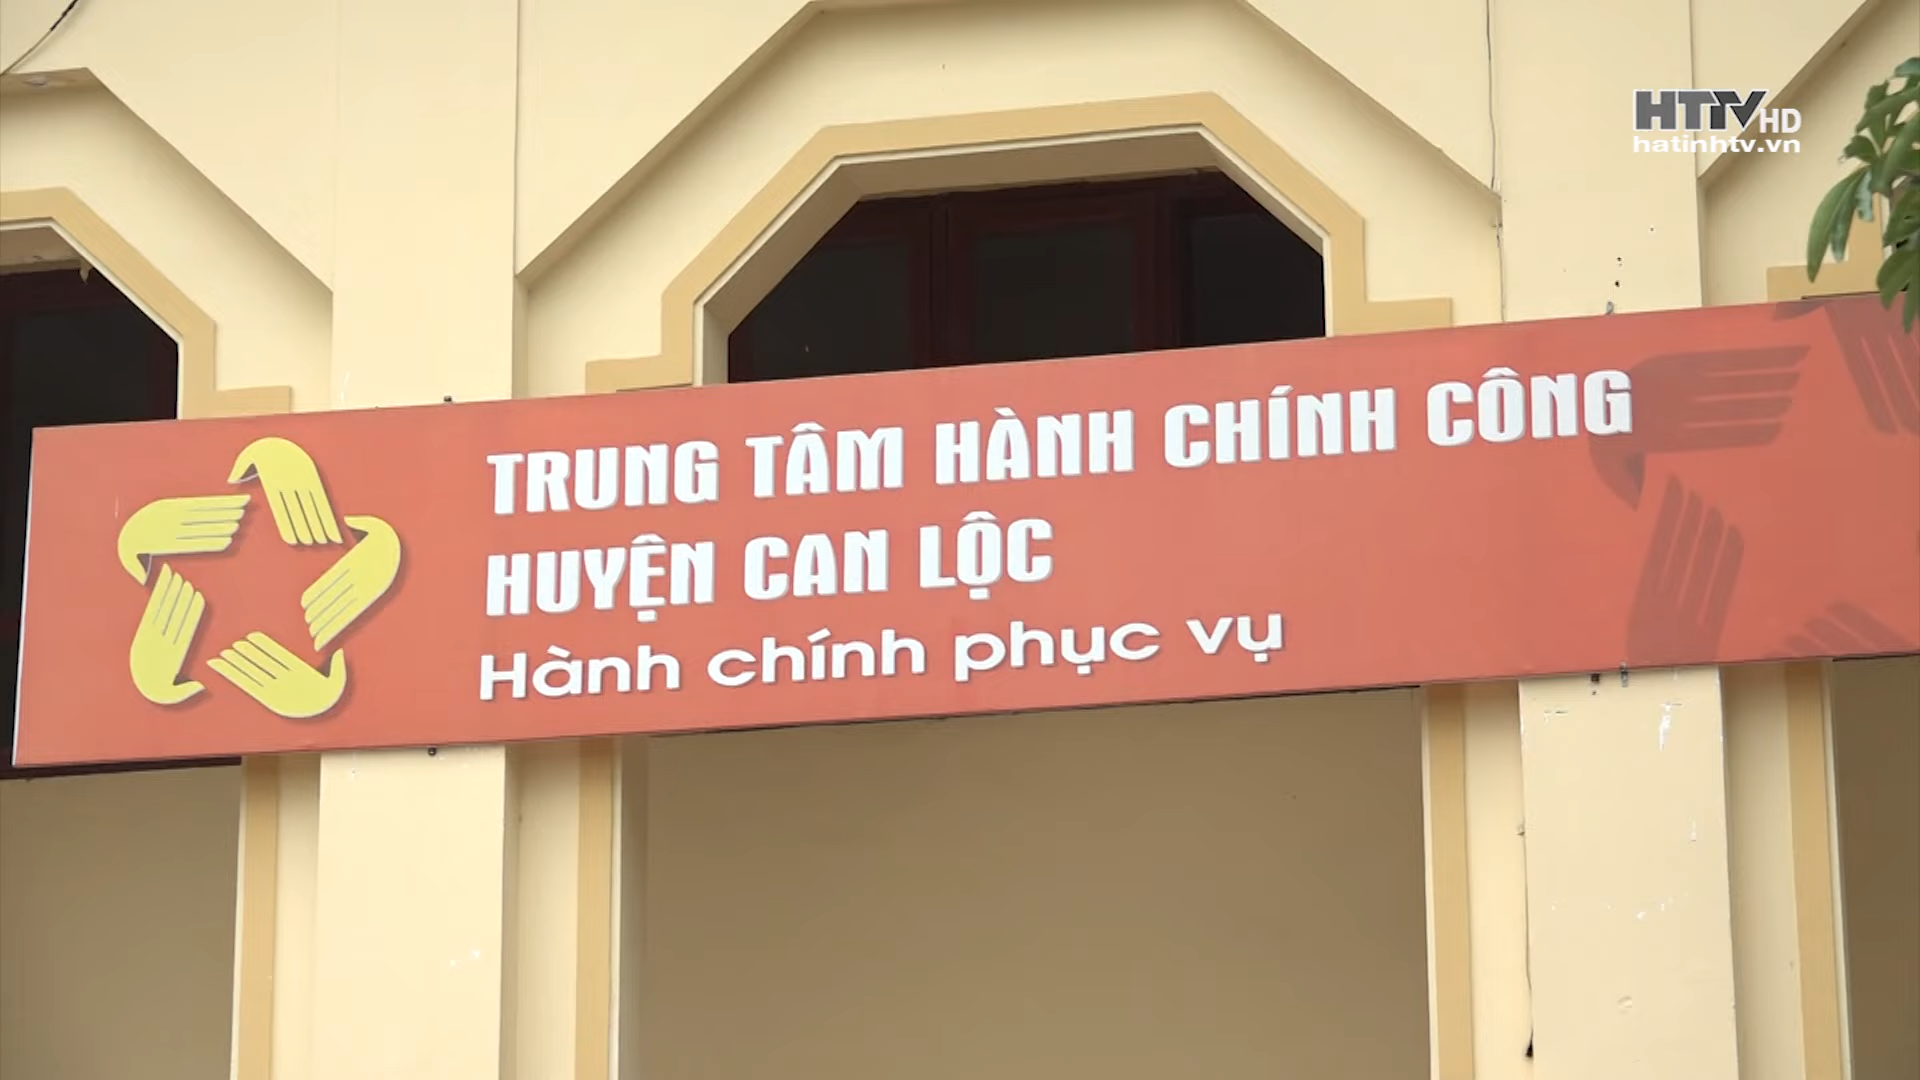 HTTV HD
hatinhtv.vn
TRUNG TÂM HÀNH CHÍNH CÔNG
HUYỆN CAN LỘC
Hành chính phục vụ